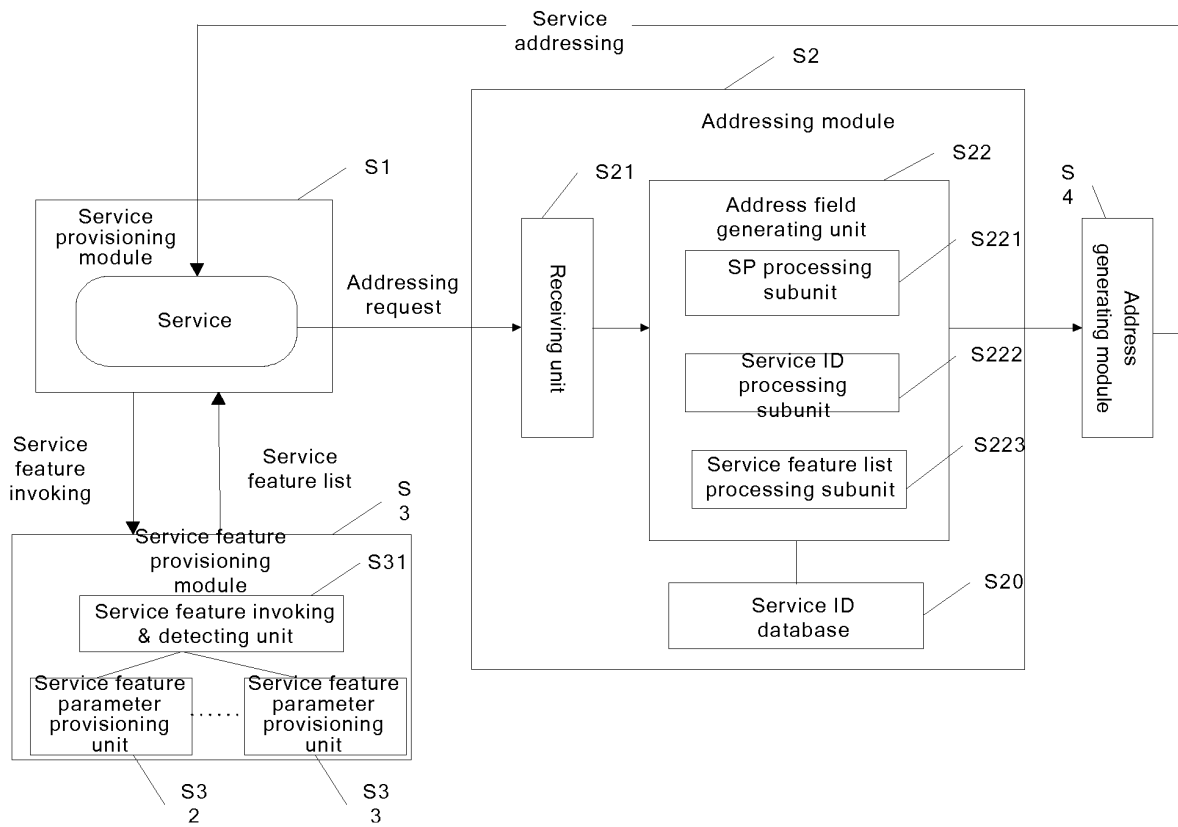 Service
addressing
S2
Addressing module
S1
S21
S22
S
4
Service
provisioning
module
Service
Addressing
request
Receiving unit
Address field
generating unit
S221
SP processing
subunit
S222
Service ID
processing
subunit
S223
Service feature list
processing subunit
Address
generating module
Service
feature
invoking
Service
feature list
S
3
Service feature
provisioning
module
S31
Service feature invoking
& detecting unit
S20
Service ID
database
Service feature
parameter
provisioning
unit
......
Service feature
parameter
provisioning
unit
S3
2
S3
3